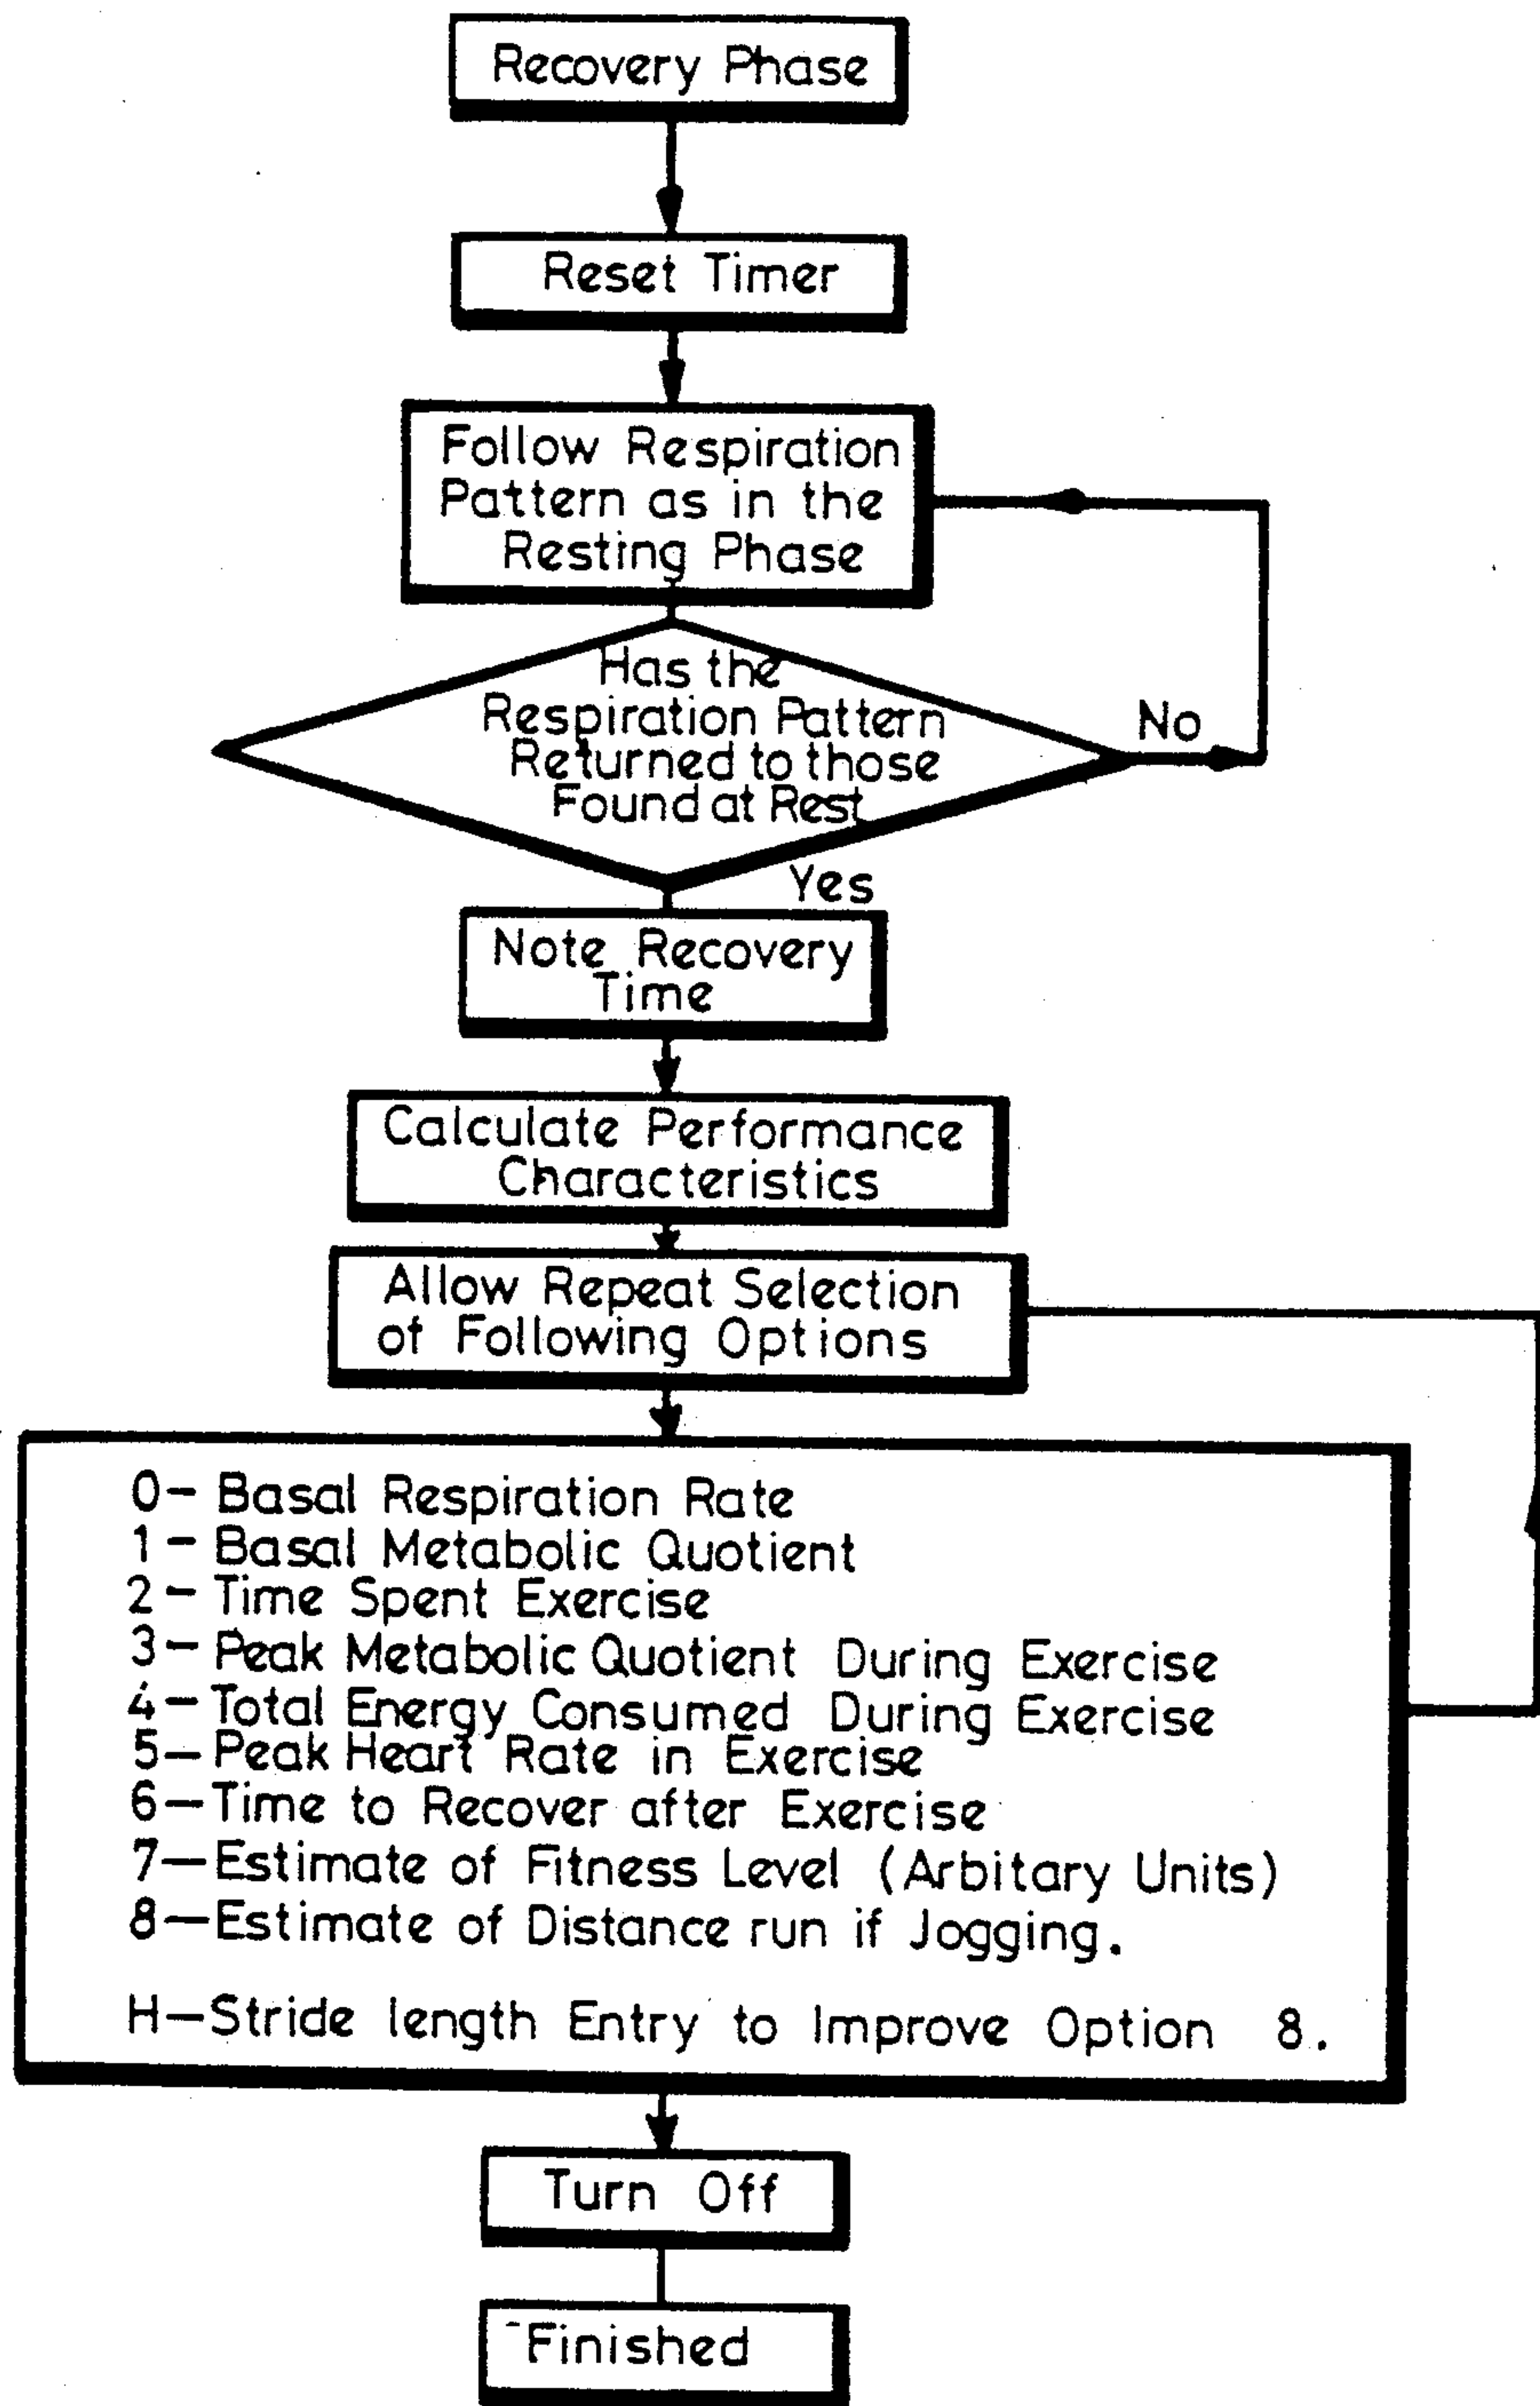 Recovery Phase
Reset Timer
Follow Respiration
Pattern as in the
Resting Phase
Has the
Respiration Pattern
Returned to those
Found at Rest
No
Yes
Note Recovery
Time
Calculate Performance
Characteristics
Allow Repeat Selection
of Following Options
0- Basal Respiration Rate
1- Basal Metabolic Quotient
2- Time Spent Exercise
3- Peak Metabolic Quotient During Exercise
4- Total Energy Consumed During Exercise
5- Peak Heart Rate in Exercise
6- Time to Recover after Exercise
7- Estimate of Fitness Level (Arbitary Units)
8- Estimate of Distance run if Jogging.
H- Stride length Entry to Improve Option 8.
Turn Off
Finished